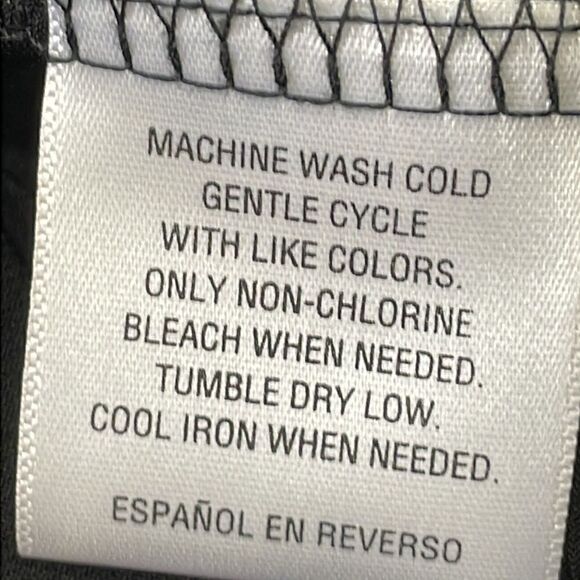 MACHINE WASH COLD
GENTLE CYCLE
WITH LIKE COLORS.
ONLY NON-CHLORINE
BLEACH WHEN NEEDED.
TUMBLE DRY LOW.
COOL IRON WHEN NEEDED.
ESPAÑOL EN REVERSO